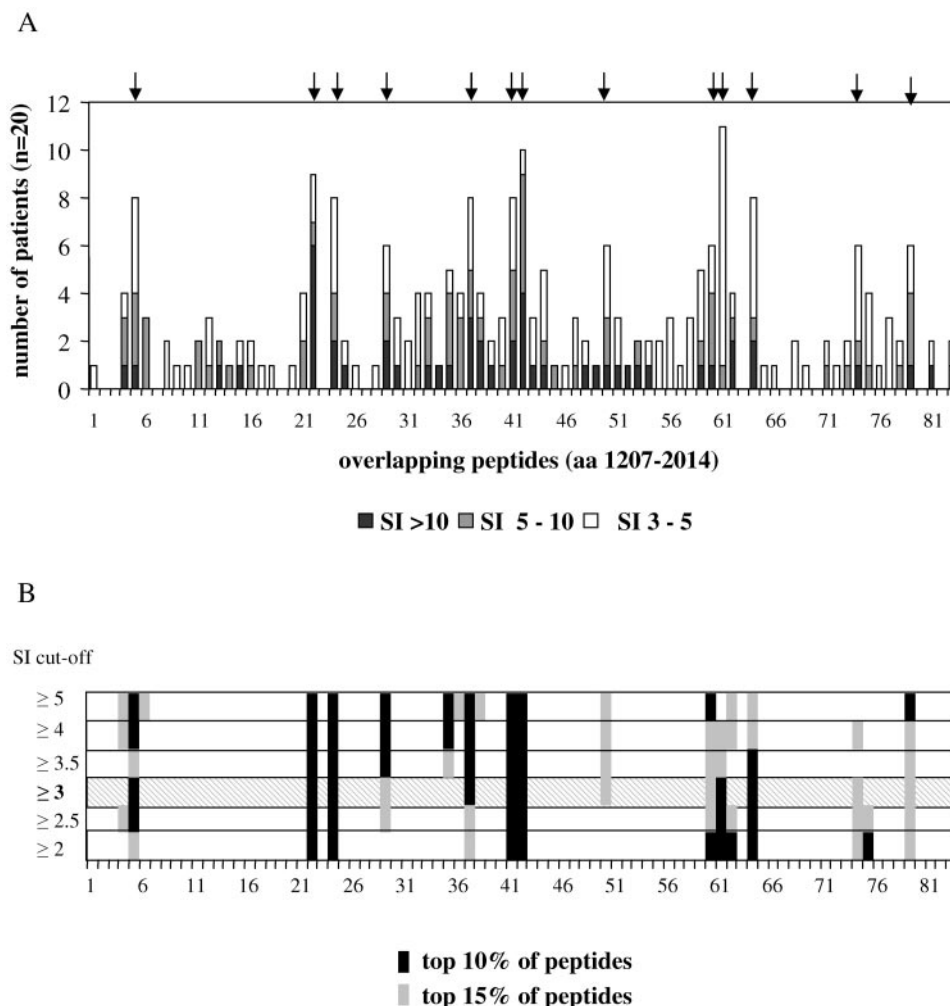 A
number of patients (n=20)
12
10
8
6
4
2
0
1 6 11 16 21 26 31 36 41 46 51 56 61 66 71 76 81
overlapping peptides (aa 1207-2014)
SI >10 SI 5 - 10 SI 3 - 5
B
SI cut-off
≥ 5
≥ 4
≥ 3.5
≥ 3
≥ 2.5
≥ 2
1 6 11 16 21 26 31 36 41 46 51 56 61 66 71 76 81
top 10% of peptides
top 15% of peptides